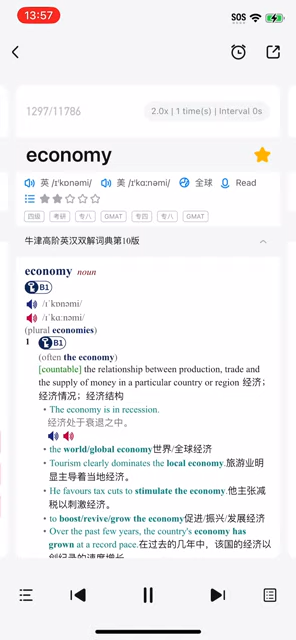 13:57
SOS
1297/11786
2.0x | 1 time(s) | Interval 0s
economy
英 /ɪˈkɒnəmi/ 美 /ɪˈkɑːnəmi/ 全球 Read
四级 考研 专八 GMAT 专四 专八 GMAT
牛津高阶英汉双解词典第10版
economy noun
B1
/ɪˈkɒnəmi/
/ɪˈkɑːnəmi/
(plural economies)
1 B1
(often the economy)
[countable] the relationship between production, trade and
the supply of money in a particular country or region 经济；
经济情况；经济结构
• The economy is in recession.
经济处于衰退之中。
• the world/global economy世界/全球经济
• Tourism clearly dominates the local economy.旅游业明
显主导着当地经济。
• He favours tax cuts to stimulate the economy.他主张减
税以刺激经济。
• to boost/revive/grow the economy促进/振兴/发展经济
• Over the past few years, the country's economy has
grown at a record pace.在过去的几年中，该国的经济以
创纪录的速度增长